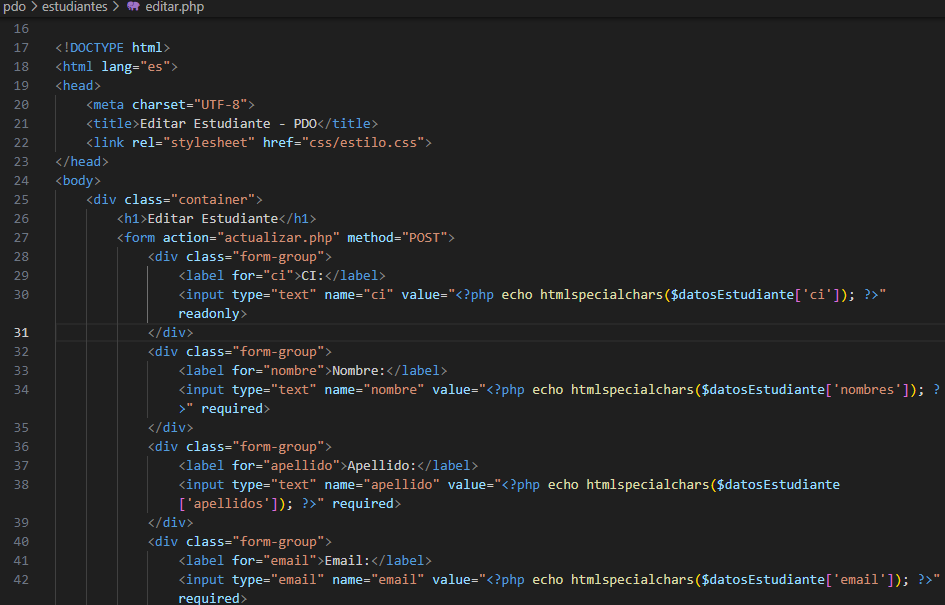 pdo > estudiantes > editar.php
16
17 <!DOCTYPE html>
18 <html lang="es">
19 <head>
20 <meta charset="UTF-8">
21 <title>Editar Estudiante - PDO</title>
22 <link rel="stylesheet" href="css/estilo.css">
23 </head>
24 <body>
25 <div class="container">
26 <h1>Editar Estudiante</h1>
27 <form action="actualizar.php" method="POST">
28 <div class="form-group">
29 <label for="ci">CI:</label>
30 <input type="text" name="ci" value="<?php echo htmlspecialchars($datosEstudiante['ci']); ?>"
readonly>
31 </div>
32 <div class="form-group">
33 <label for="nombre">Nombre:</label>
34 <input type="text" name="nombre" value="<?php echo htmlspecialchars($datosEstudiante['nombres']); ?
>" required>
35 </div>
36 <div class="form-group">
37 <label for="apellido">Apellido:</label>
38 <input type="text" name="apellido" value="<?php echo htmlspecialchars($datosEstudiante
['apellidos']); ?>" required>
39 </div>
40 <div class="form-group">
41 <label for="email">Email:</label>
42 <input type="email" name="email" value="<?php echo htmlspecialchars($datosEstudiante['email']); ?>"
required>